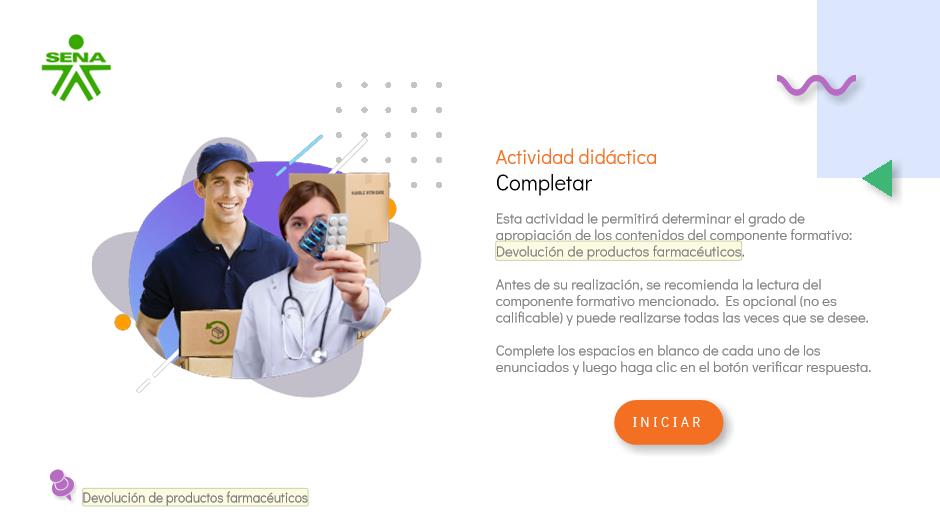 SENA
HANDLE WITH CARE
Actividad didáctica
Completar
Esta actividad le permitirá determinar el grado de
apropiación de los contenidos del componente formativo:
Devolución de productos farmacéuticos.
Antes de su realización, se recomienda la lectura del
componente formativo mencionado. Es opcional (no es
calificable) y puede realizarse todas las veces que se desee.
Complete los espacios en blanco de cada uno de los
enunciados y luego haga clic en el botón verificar respuesta.
INICIAR
Devolución de productos farmacéuticos